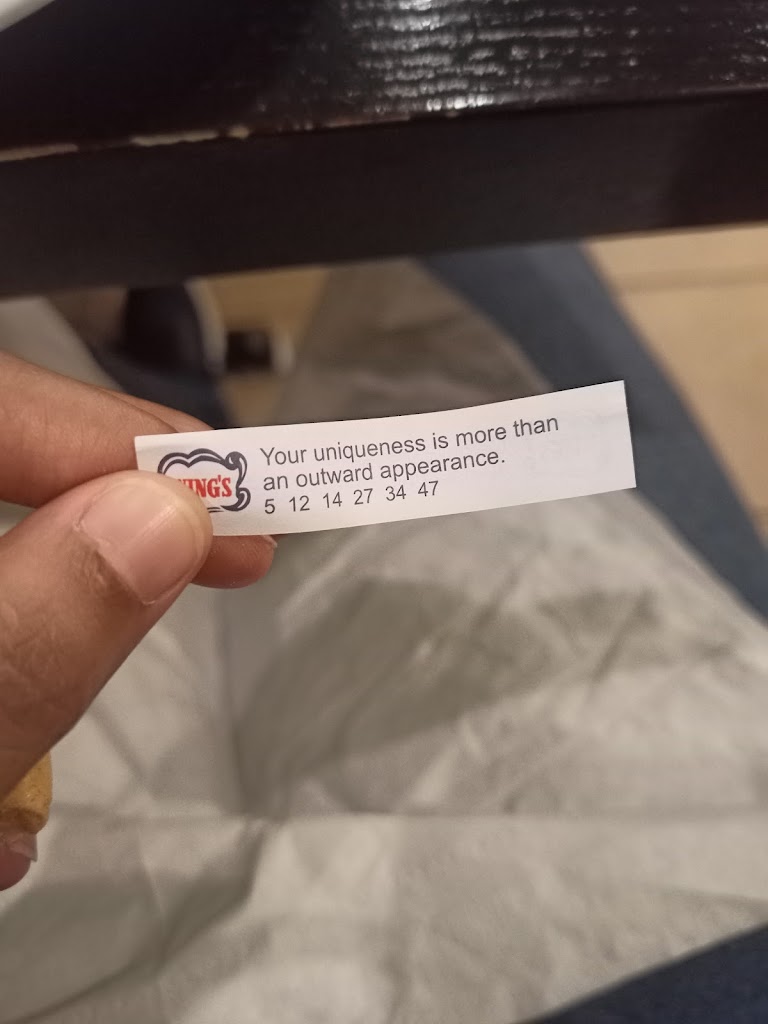 Your uniqueness is more than
an outward appearance.
5 12 14 27 34 47